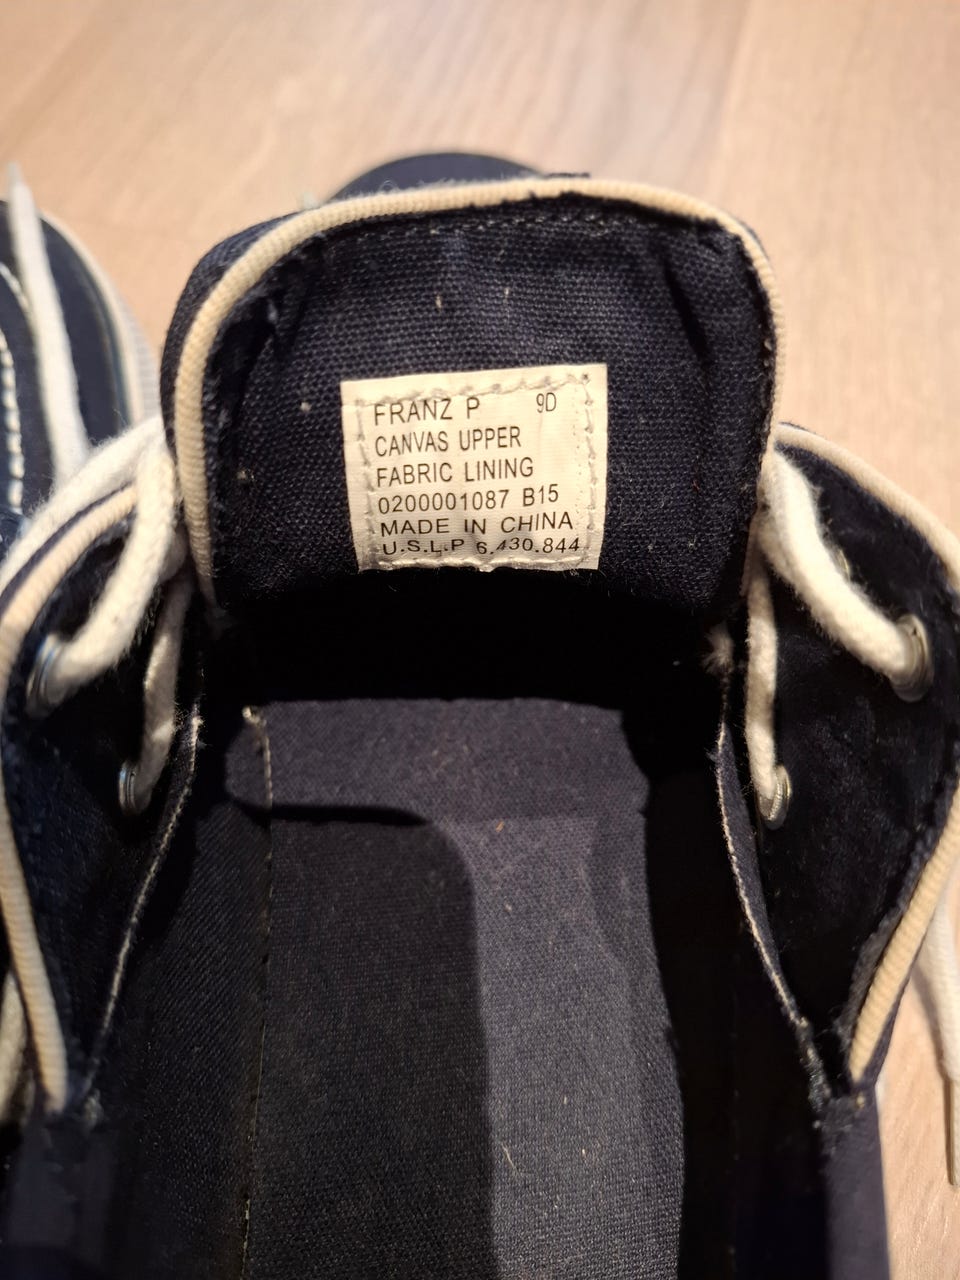 FRANZ P 9D
CANVAS UPPER
FABRIC LINING
0200001087 B15
MADE IN CHINA
U.S.L.P 6.430.844